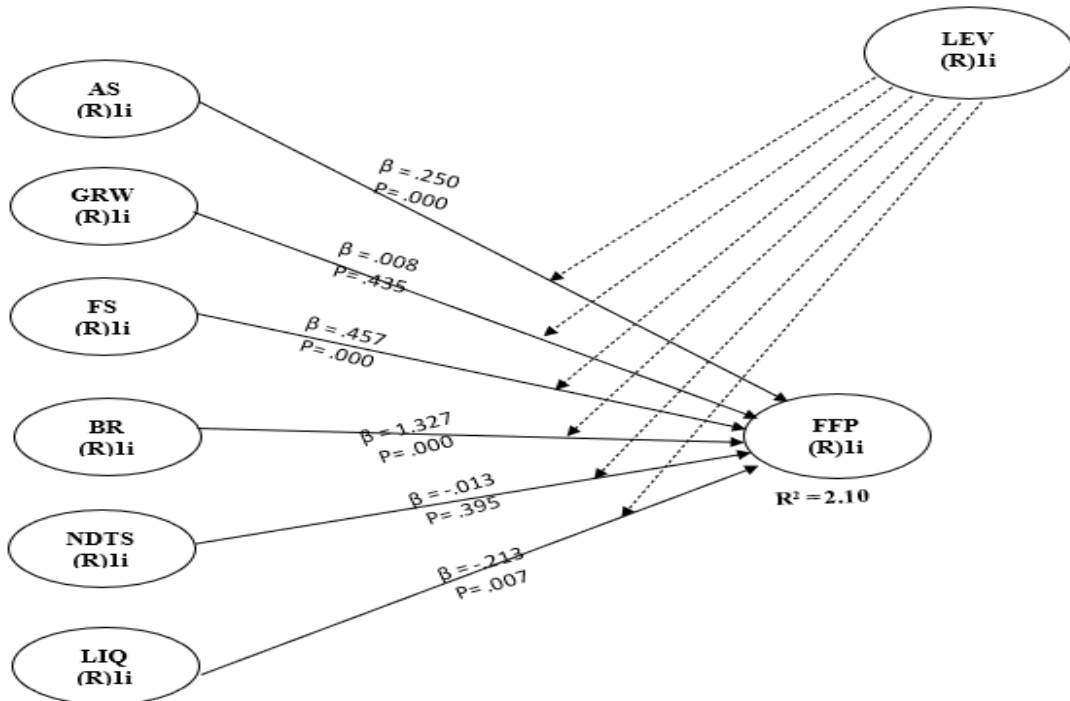 LEV
(R)1i
AS
(R)1i
β = .250
P= .000
GRW
(R)1i
β = .008
P= .435
FS
(R)1i
β = .457
P= .000
BR
(R)1i
β = 1.327
P= .000
FFP
(R)1i
R² = 2.10
NDTS
(R)1i
β = -.013
P= .395
LIQ
(R)1i
β = -.213
P= .007